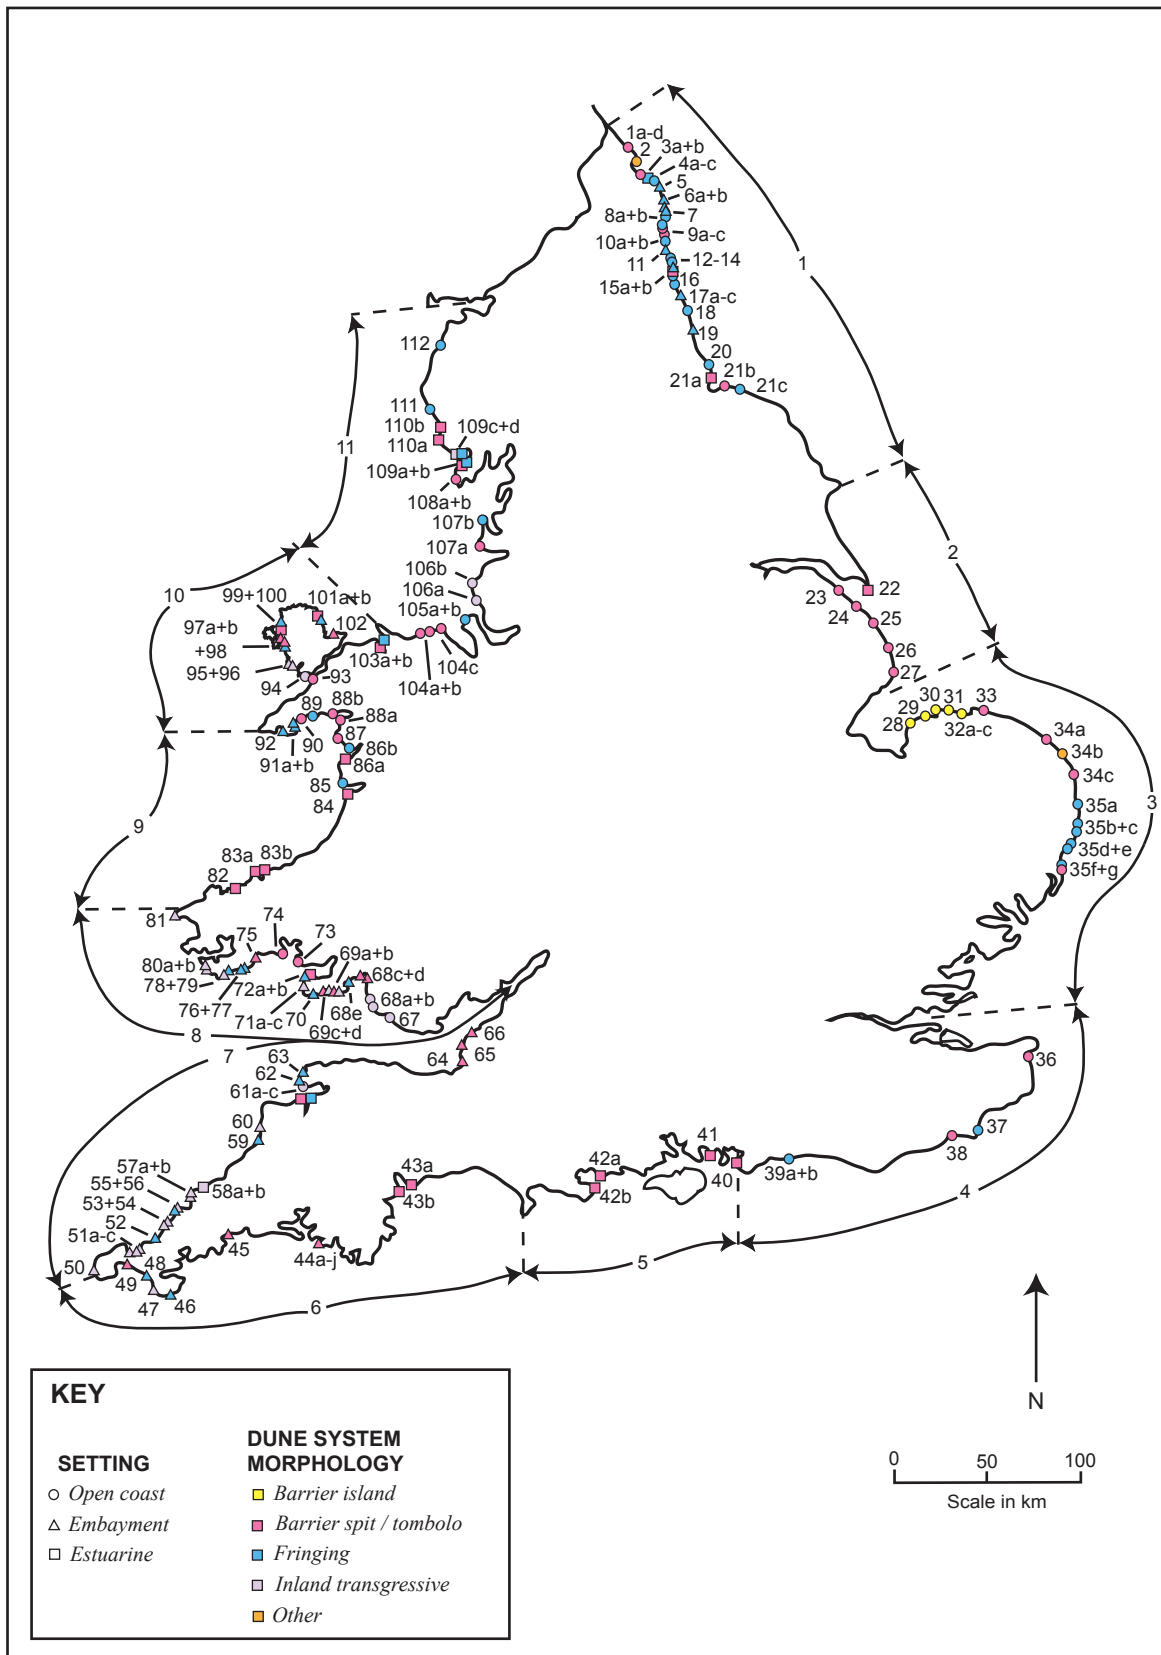 1a-d
2
3a+b
4a-c
5
6a+b
8a+b
7
9a-c
10a+b
11
12-14
15a+b
16
17a-c
18
19
20
21a
21b
21c
1
2
22
23
24
25
26
27
28
29
30
31
32a-c
33
34a
34b
34c
35a
35b+c
35d+e
35f+g
3
36
37
38
39a+b
4
40
41
42a
42b
5
43a
43b
44a-j
45
46
47
48
49
50
6
51a-c
52
53+54
55+56
57a+b
58a+b
59
60
61a-c
62
63
64
65
66
7
8
67
68a+b
68c+d
68e
69a+b
69c+d
70
71a-c
72a+b
73
74
75
76+77
78+79
80a+b
81
82
83a
83b
84
85
86a
86b
87
88a
88b
89
90
91a+b
92
9
93
94
95+96
97a+b
+98
99+100
101a+b
102
103a+b
10
104a+b
104c
105a+b
106a
106b
107a
107b
108a+b
109a+b
109c+d
110a
110b
111
112
11
N
0 50 100
Scale in km
KEY
SETTING
Open coast
Embayment
Estuarine
DUNE SYSTEM
MORPHOLOGY
Barrier island
Barrier spit / tombolo
Fringing
Inland transgressive
Other